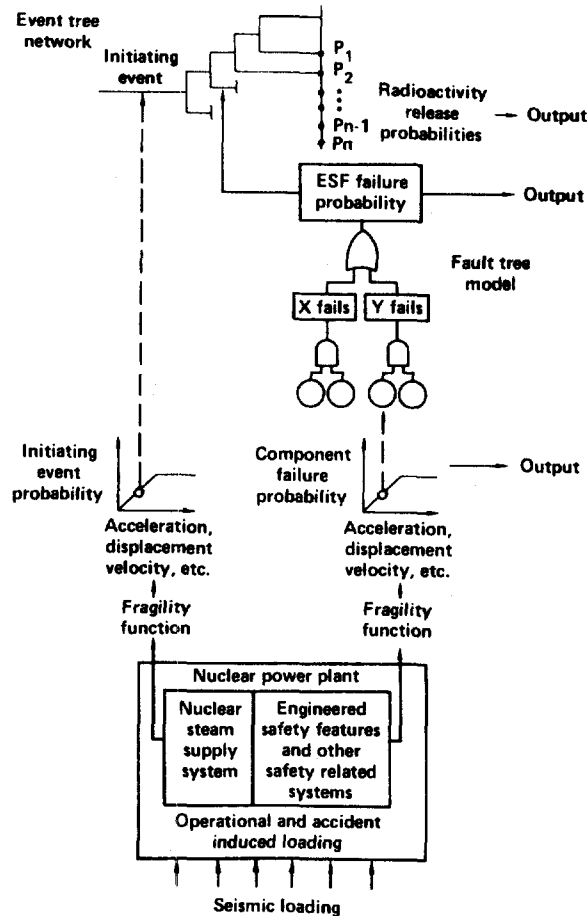 Event tree
network
Initiating
event
P1
P2
Pn-1
Pn
Radioactivity
release
probabilities
Output
ESF failure
probability
Output
Fault tree
model
X fails
Y fails
Initiating
event
probability
Component
failure
probability
Output
Acceleration,
displacement
velocity, etc.
Acceleration,
displacement
velocity, etc.
Fragility
function
Fragility
function
Nuclear power plant
Nuclear
steam
supply
system
Engineered
safety features
and other
safety related
systems
Operational and accident
induced loading
Seismic loading